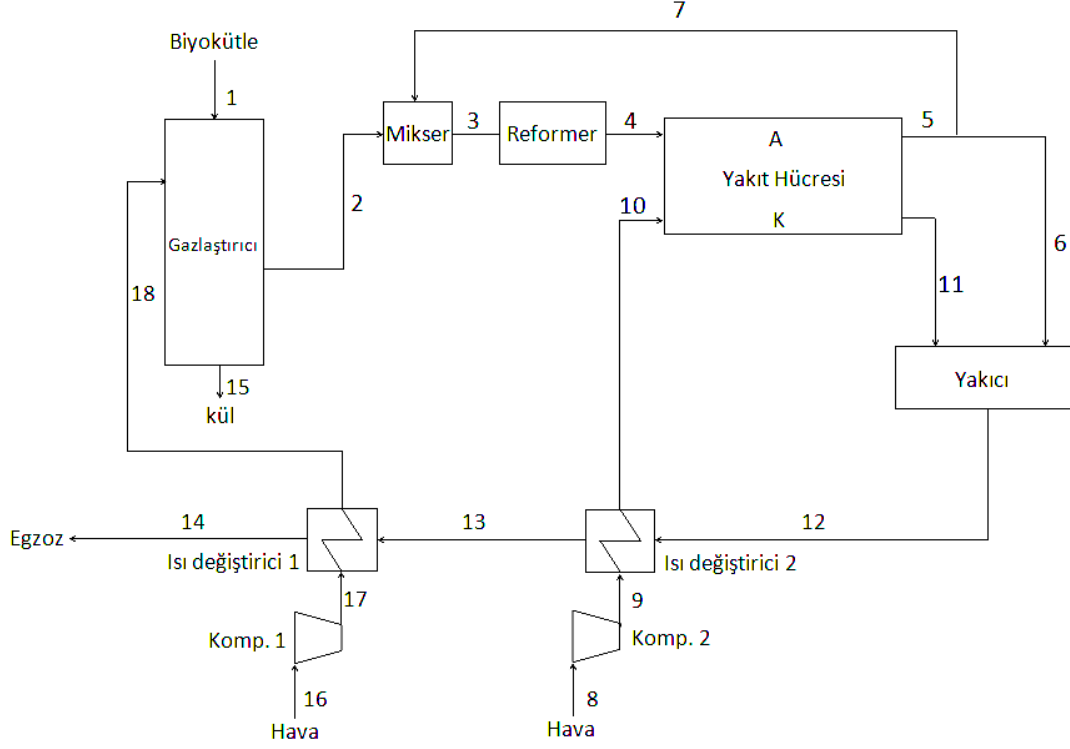 7
Biyokütle
1
Mikser
3
Reformer
4
5
A
Yakıt Hücresi
K
2
10
Gazlaştırıcı
6
18
11
15
kül
Yakıcı
Egzoz
14
13
12
Isı değiştirici 1
Isı değiştirici 2
17
9
Komp. 1
Komp. 2
16
8
Hava
Hava